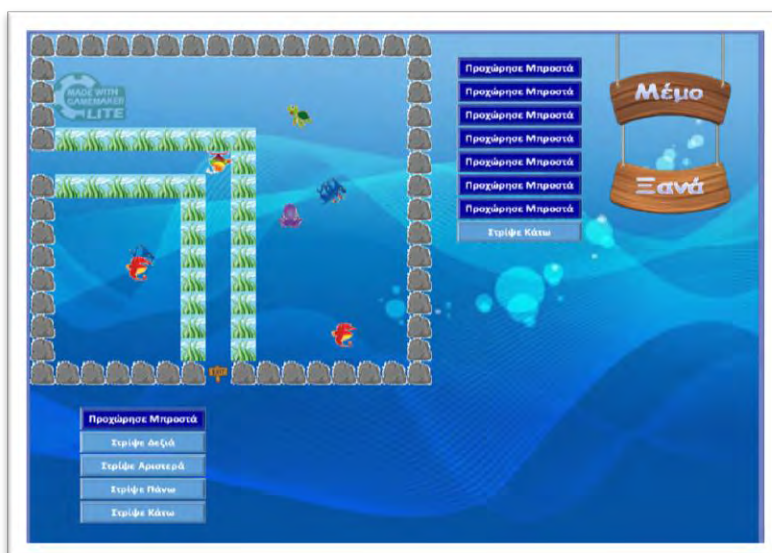 MADE WITH
GAMEMAKER
LITE
Προχώρησε Μπροστά
Προχώρησε Μπροστά
Προχώρησε Μπροστά
Προχώρησε Μπροστά
Προχώρησε Μπροστά
Προχώρησε Μπροστά
Προχώρησε Μπροστά
Στρίψε Κάτω
Μέμο
Ξανά
Προχώρησε Μπροστά
Στρίψε Δεξιά
Στρίψε Αριστερά
Στρίψε Πάνω
Στρίψε Κάτω